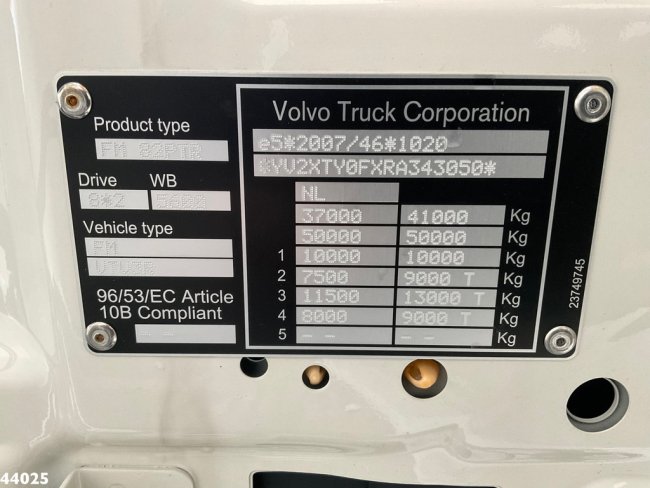 Product type
FM 82PTR
Drive WB
8*2 5600
Vehicle type
FM
96/53/EC Article
10B Compliant
-- --
Volvo Truck Corporation
e5*2007/46*1020
*YV2XTY0FXRA343050*
NL
37000 41000 Kg
50000 50000 Kg
1 10000 10000 Kg
2 7500 9000 T Kg
3 11500 13000 T Kg
4 8000 9000 T Kg
5 -- -- -- -- Kg
23749745
44025